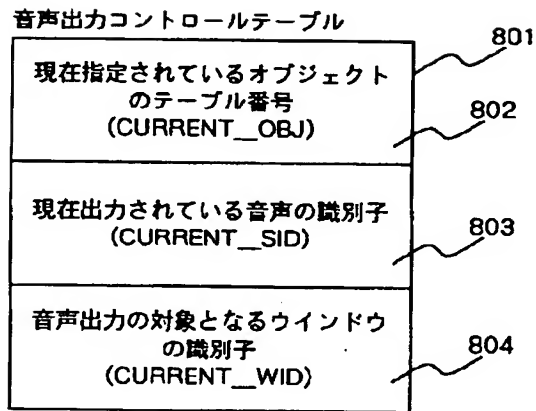 音声出力コントロールテーブル
801
現在指定されているオブジェクト
のテーブル番号
(CURRENT__OBJ)
802
現在出力されている音声の識別子
(CURRENT__SID)
803
音声出力の対象となるウインドウ
の識別子
(CURRENT__WID)
804